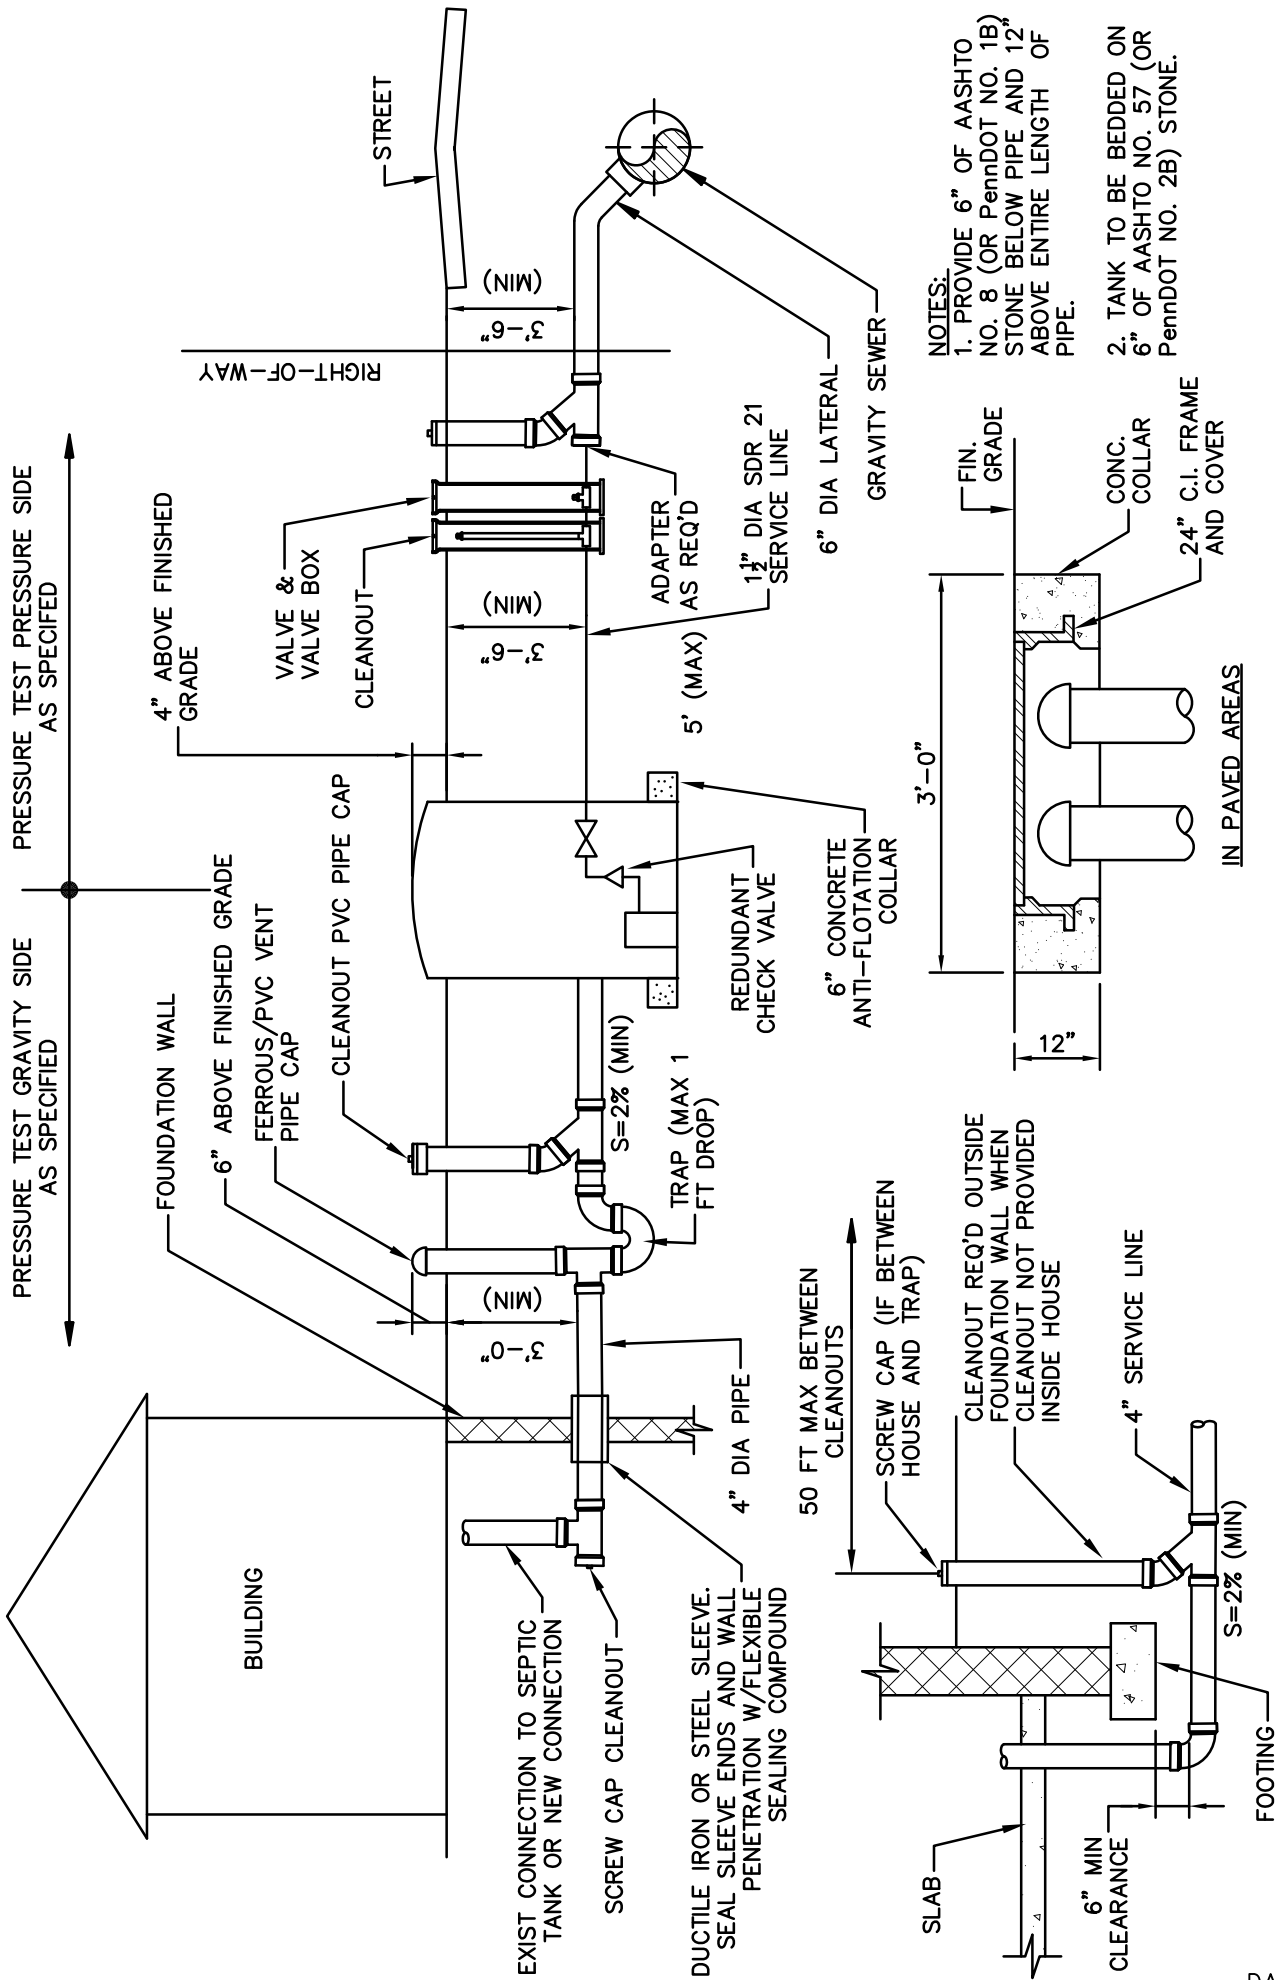 PRESSURE TEST GRAVITY SIDE
AS SPECIFIED
PRESSURE TEST PRESSURE SIDE
AS SPECIFED
FOUNDATION WALL
6" ABOVE FINISHED GRADE
FERROUS/PVC VENT
PIPE CAP
CLEANOUT PVC PIPE CAP
4" ABOVE FINISHED
GRADE
VALVE &
VALVE BOX
CLEANOUT
RIGHT-OF-WAY
STREET
BUILDING
3'-0"
(MIN)
3'-6"
(MIN)
3'-6"
(MIN)
EXIST CONNECTION TO SEPTIC
TANK OR NEW CONNECTION
SCREW CAP CLEANOUT
DUCTILE IRON OR STEEL SLEEVE.
SEAL SLEEVE ENDS AND WALL
PENETRATION W/FLEXIBLE
SEALING COMPOUND
4" DIA PIPE
TRAP (MAX 1
FT DROP)
S=2% (MIN)
REDUNDANT
CHECK VALVE
6" CONCRETE
ANTI-FLOTATION
COLLAR
5' (MAX)
ADAPTER
AS REQ'D
1 1/2" DIA SDR 21
SERVICE LINE
6" DIA LATERAL
GRAVITY SEWER
50 FT MAX BETWEEN
CLEANOUTS
SCREW CAP (IF BETWEEN
HOUSE AND TRAP)
CLEANOUT REQ'D OUTSIDE
FOUNDATION WALL WHEN
CLEANOUT NOT PROVIDED
INSIDE HOUSE
4" SERVICE LINE
S=2% (MIN)
SLAB
6" MIN
CLEARANCE
FOOTING
12"
3'-0"
FIN.
GRADE
CONC.
COLLAR
24" C.I. FRAME
AND COVER
IN PAVED AREAS
NOTES:
1. PROVIDE 6" OF AASHTO
NO. 8 (OR PennDOT NO. 1B)
STONE BELOW PIPE AND 12"
ABOVE ENTIRE LENGTH OF
PIPE.
2. TANK TO BE BEDDED ON
6" OF AASHTO NO. 57 (OR
PennDOT NO. 2B) STONE.